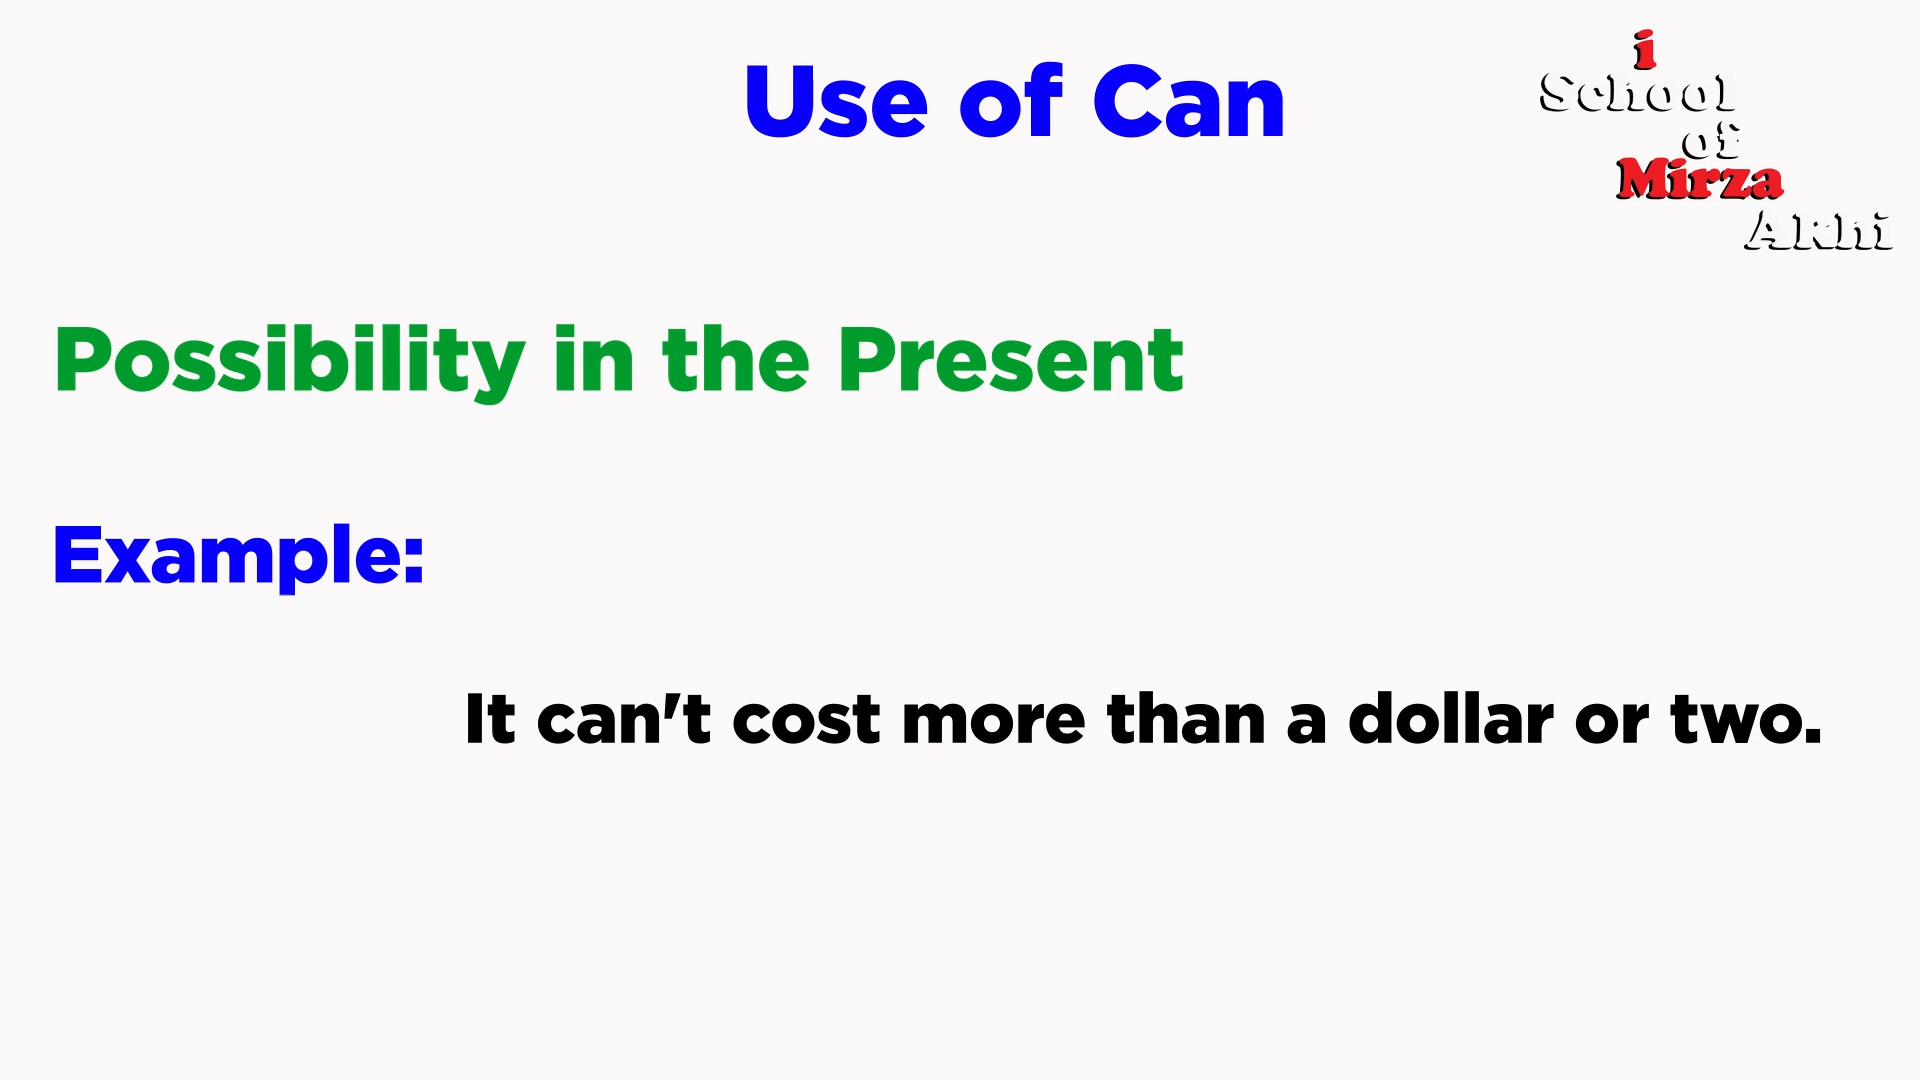 Use of Can
i
School
of
Mirza
Akhi
Possibility in the Present
Example:
It can't cost more than a dollar or two.